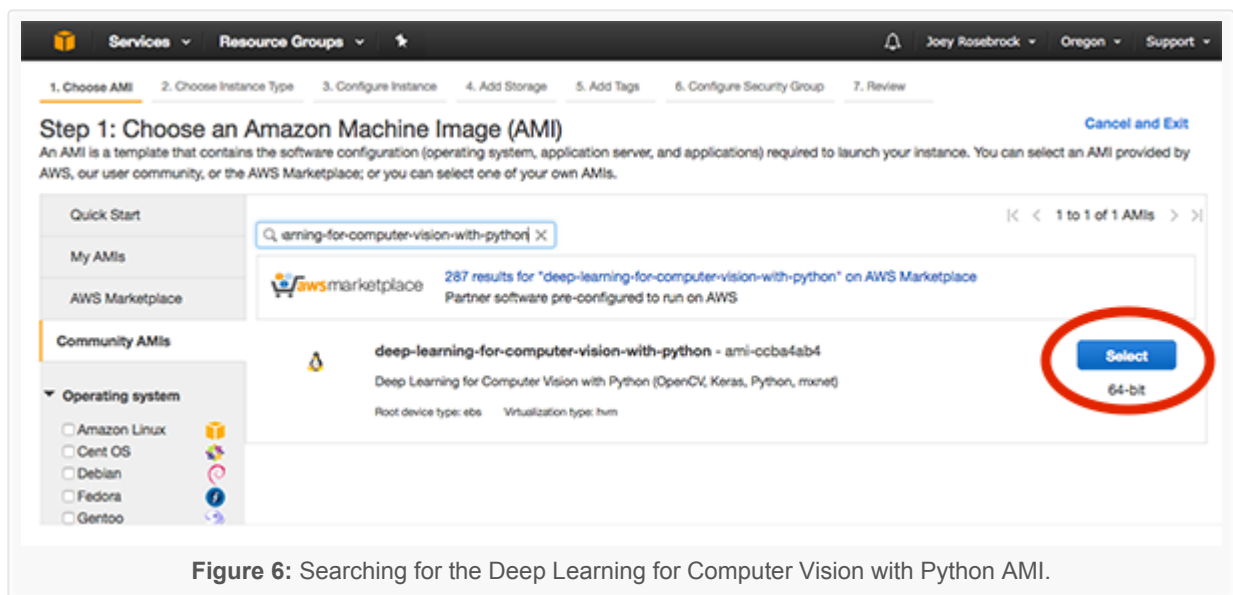 Services Resource Groups Joey Rosebrock Oregon Support
1. Choose AMI 2. Choose Instance Type 3. Configure Instance 4. Add Storage 5. Add Tags 6. Configure Security Group 7. Review
Step 1: Choose an Amazon Machine Image (AMI)
Cancel and Exit
An AMI is a template that contains the software configuration (operating system, application server, and applications) required to launch your instance. You can select an AMI provided by
AWS, our user community, or the AWS Marketplace; or you can select one of your own AMIs.
Quick Start
My AMIs
AWS Marketplace
Community AMIs
Operating system
Amazon Linux
Cent OS
Debian
Fedora
Gentoo
1 to 1 of 1 AMIs
arning-for-computer-vision-with-python
awsmarketplace
287 results for "deep-learning-for-computer-vision-with-python" on AWS Marketplace
Partner software pre-configured to run on AWS
deep-learning-for-computer-vision-with-python - ami-ccba4ab4
Deep Learning for Computer Vision with Python (OpenCV, Keras, Python, mxnet)
Root device type: ebs Virtualization type: hvm
Select
64-bit
Figure 6: Searching for the Deep Learning for Computer Vision with Python AMI.